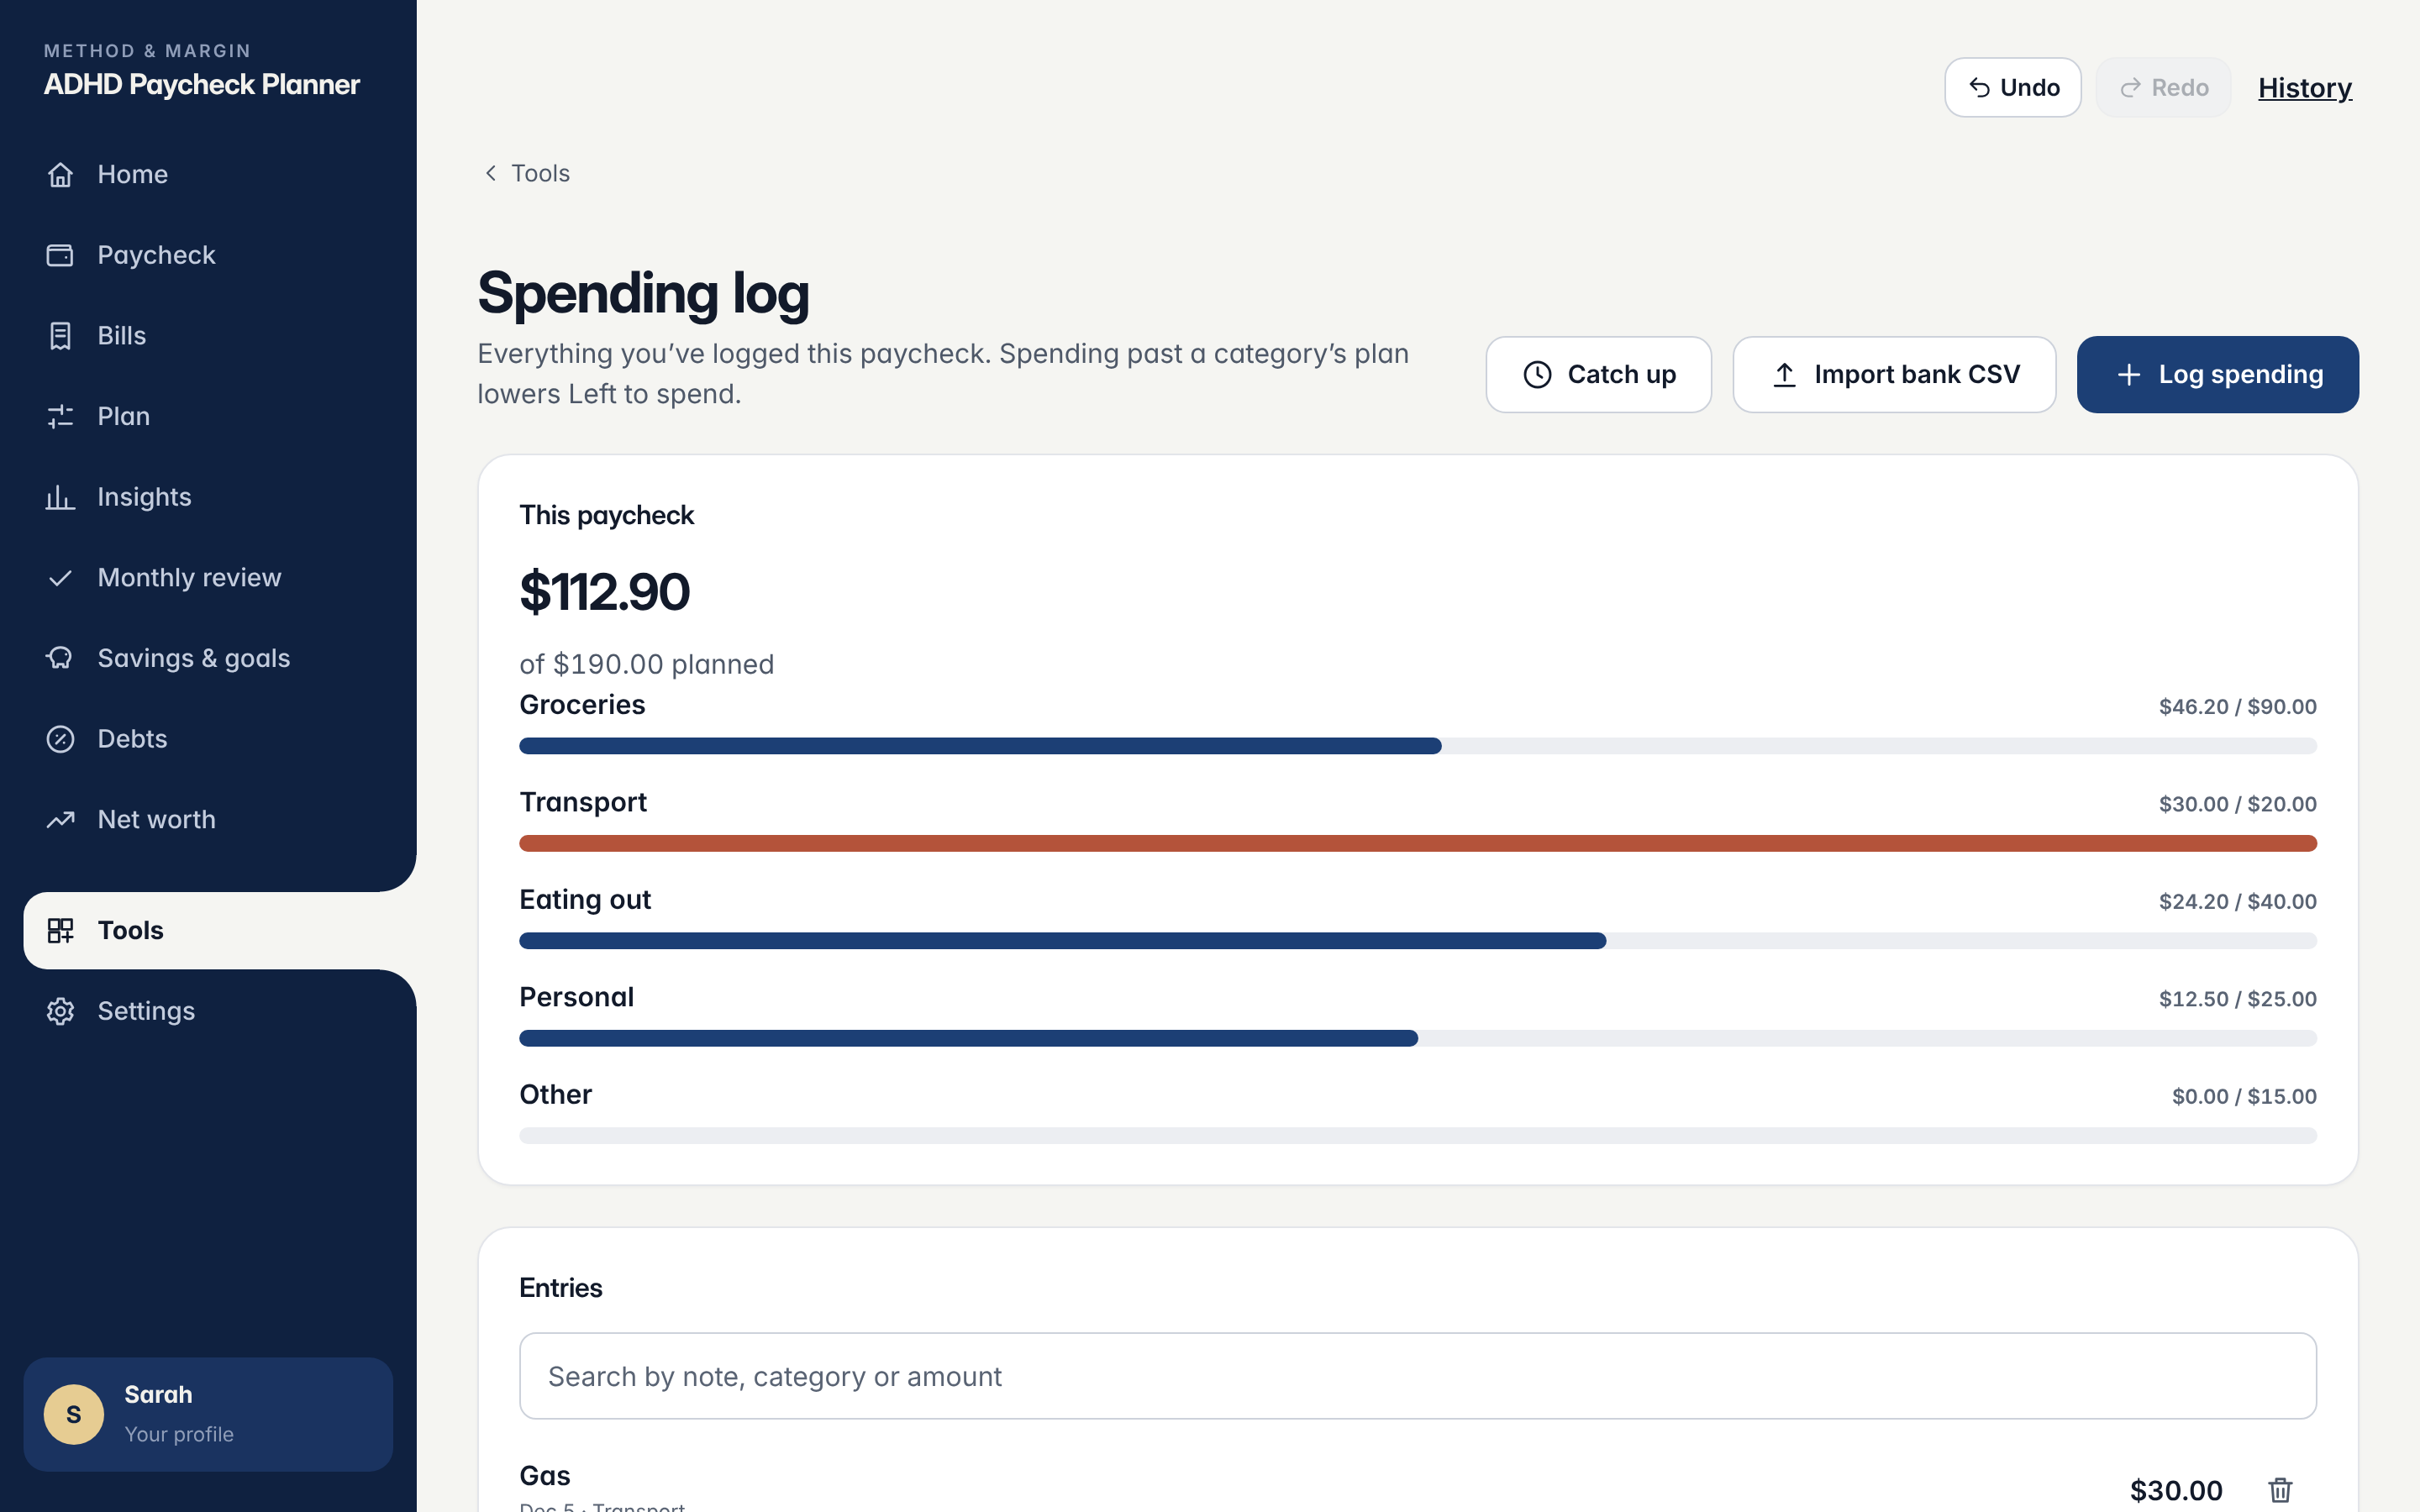 METHOD & MARGIN
ADHD Paycheck Planner
Home
Paycheck
Bills
Plan
Insights
Monthly review
Savings & goals
Debts
Net worth
Tools
Settings
S
Sarah
Your profile
Undo
Redo
History
Tools
Spending log
Everything you’ve logged this paycheck. Spending past a category’s plan
lowers Left to spend.
Catch up
Import bank CSV
Log spending
This paycheck
$112.90
of $190.00 planned
Groceries
$46.20 / $90.00
Transport
$30.00 / $20.00
Eating out
$24.20 / $40.00
Personal
$12.50 / $25.00
Other
$0.00 / $15.00
Entries
Search by note, category or amount
Gas
$30.00
Dec 5 · Transport